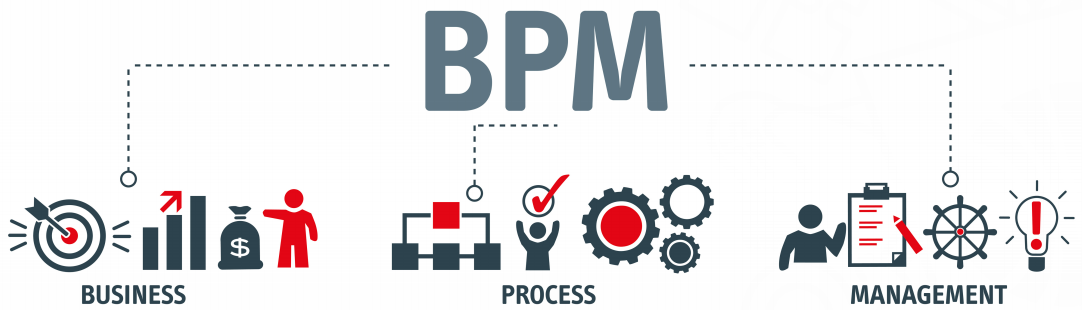 BPM
$
BUSINESS
PROCESS
MANAGEMENT